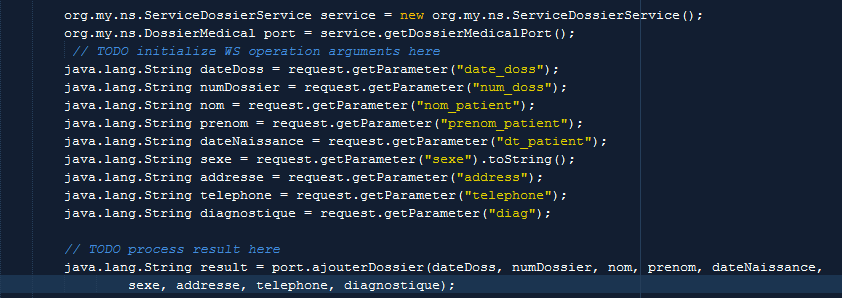 org.my.ns.ServiceDossierService service = new org.my.ns.ServiceDossierService();
org.my.ns.DossierMedical port = service.getDossierMedicalPort();
// TODO initialize WS operation arguments here
java.lang.String dateDoss = request.getParameter("date_doss");
java.lang.String numDossier = request.getParameter("num_doss");
java.lang.String nom = request.getParameter("nom_patient");
java.lang.String prenom = request.getParameter("prenom_patient");
java.lang.String dateNaissance = request.getParameter("dt_patient");
java.lang.String sexe = request.getParameter("sexe").toString();
java.lang.String addresse = request.getParameter("address");
java.lang.String telephone = request.getParameter("telephone");
java.lang.String diagnostique = request.getParameter("diag");
// TODO process result here
java.lang.String result = port.ajouterDossier(dateDoss, numDossier, nom, prenom, dateNaissance,
sexe, addresse, telephone, diagnostique);